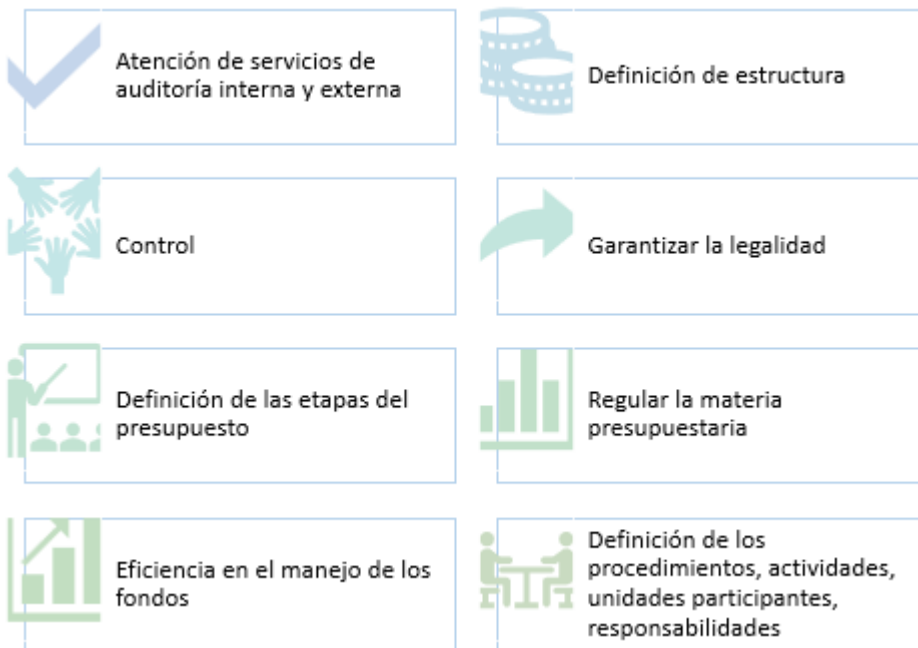 Atención de servicios de
auditoría interna y externa
Definición de estructura
Control
Garantizar la legalidad
Definición de las etapas del
presupuesto
Regular la materia
presupuestaria
Eficiencia en el manejo de los
fondos
Definición de los
procedimientos, actividades,
unidades participantes,
responsabilidades